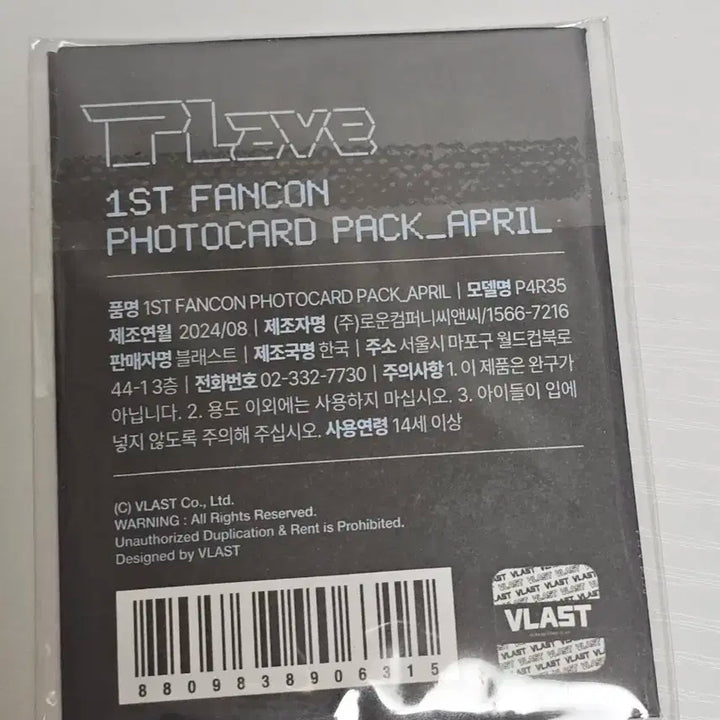 PLAVE
1ST FANCON
PHOTOCARD PACK_APRIL
품명 1ST FANCON PHOTOCARD PACK_APRIL | 모델명 P4R35
제조연월 2024/08 | 제조자명 (주)로운컴퍼니씨앤씨/1566-7216
판매자명 블래스트 | 제조국명 한국 | 주소 서울시 마포구 월드컵북로
44-1 3층 | 전화번호 02-332-7730 | 주의사항 1. 이 제품은 완구가
아닙니다. 2. 용도 이외에는 사용하지 마십시오. 3. 아이들이 입에
넣지 않도록 주의해 주십시오. 사용연령 14세 이상
(C) VLAST Co., Ltd.
WARNING : All Rights Reserved.
Unauthorized Duplication & Rent is Prohibited.
Designed by VLAST
8809838906315
VLAST